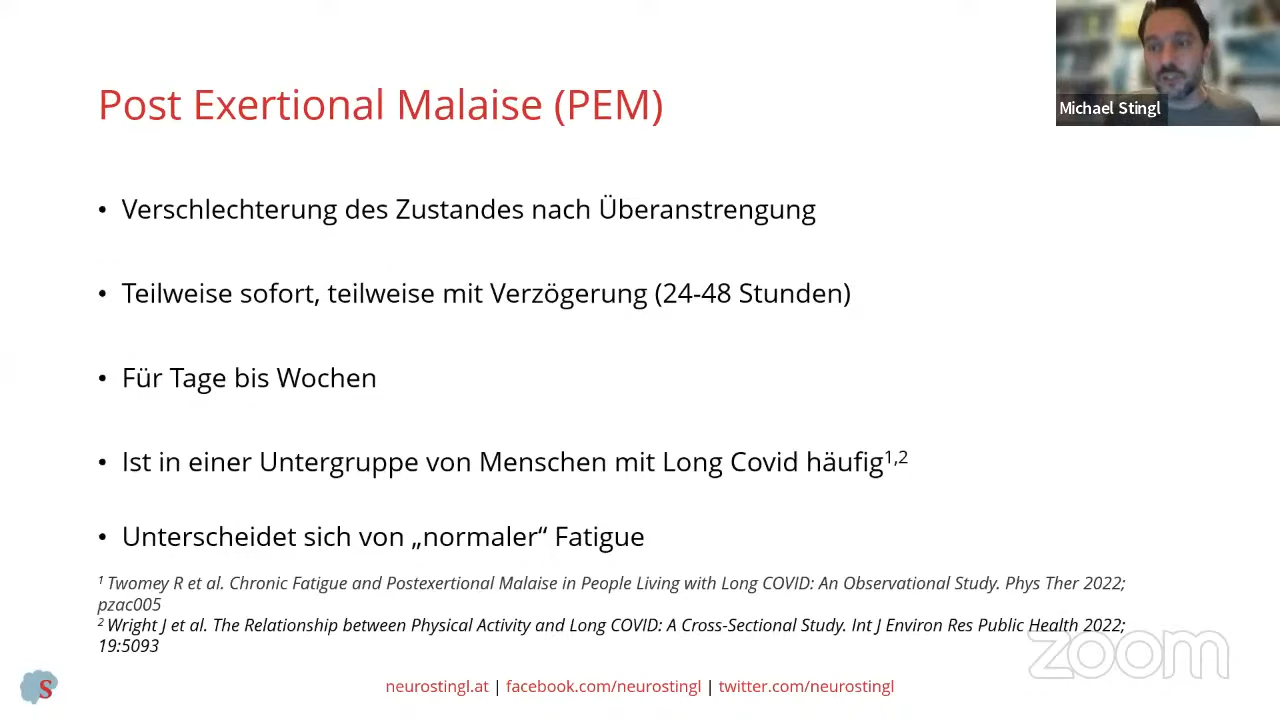 Michael Stingl
Post Exertional Malaise (PEM)
• Verschlechterung des Zustandes nach Überanstrengung
• Teilweise sofort, teilweise mit Verzögerung (24-48 Stunden)
• Für Tage bis Wochen
• Ist in einer Untergruppe von Menschen mit Long Covid häufig1,2
• Unterscheidet sich von „normaler“ Fatigue
1 Twomey R et al. Chronic Fatigue and Postexertional Malaise in People Living with Long COVID: An Observational Study. Phys Ther 2022;
pzac005
2 Wright J et al. The Relationship between Physical Activity and Long COVID: A Cross-Sectional Study. Int J Environ Res Public Health 2022;
19:5093
zoom
S
neurostingl.at | facebook.com/neurostingl | twitter.com/neurostingl